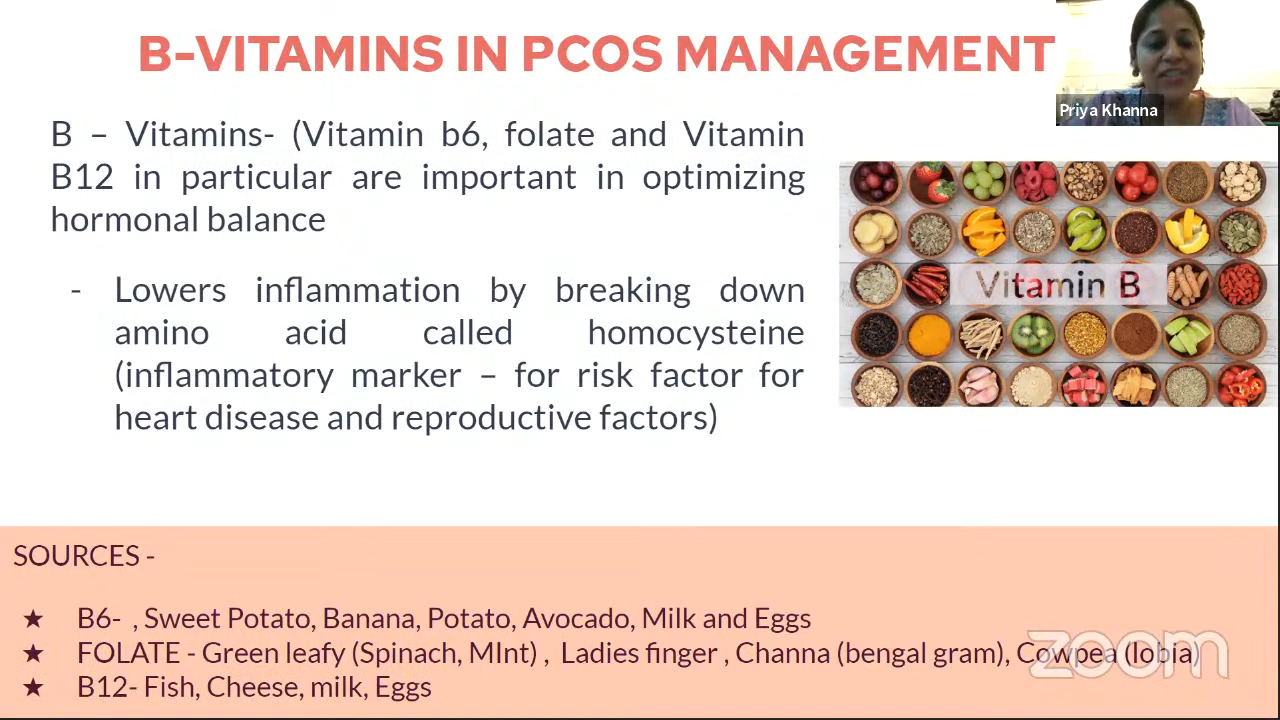 B-VITAMINS IN PCOS MANAGEMENT
Priya Khanna
B – Vitamins- (Vitamin b6, folate and Vitamin
B12 in particular are important in optimizing
hormonal balance
- Lowers inflammation by breaking down
amino acid called homocysteine
(inflammatory marker – for risk factor for
heart disease and reproductive factors)
Vitamin B
SOURCES -
★ B6- , Sweet Potato, Banana, Potato, Avocado, Milk and Eggs
★ FOLATE - Green leafy (Spinach, MInt) , Ladies finger , Channa (bengal gram), Cowpea (lobia)
★ B12- Fish, Cheese, milk, Eggs
zoom